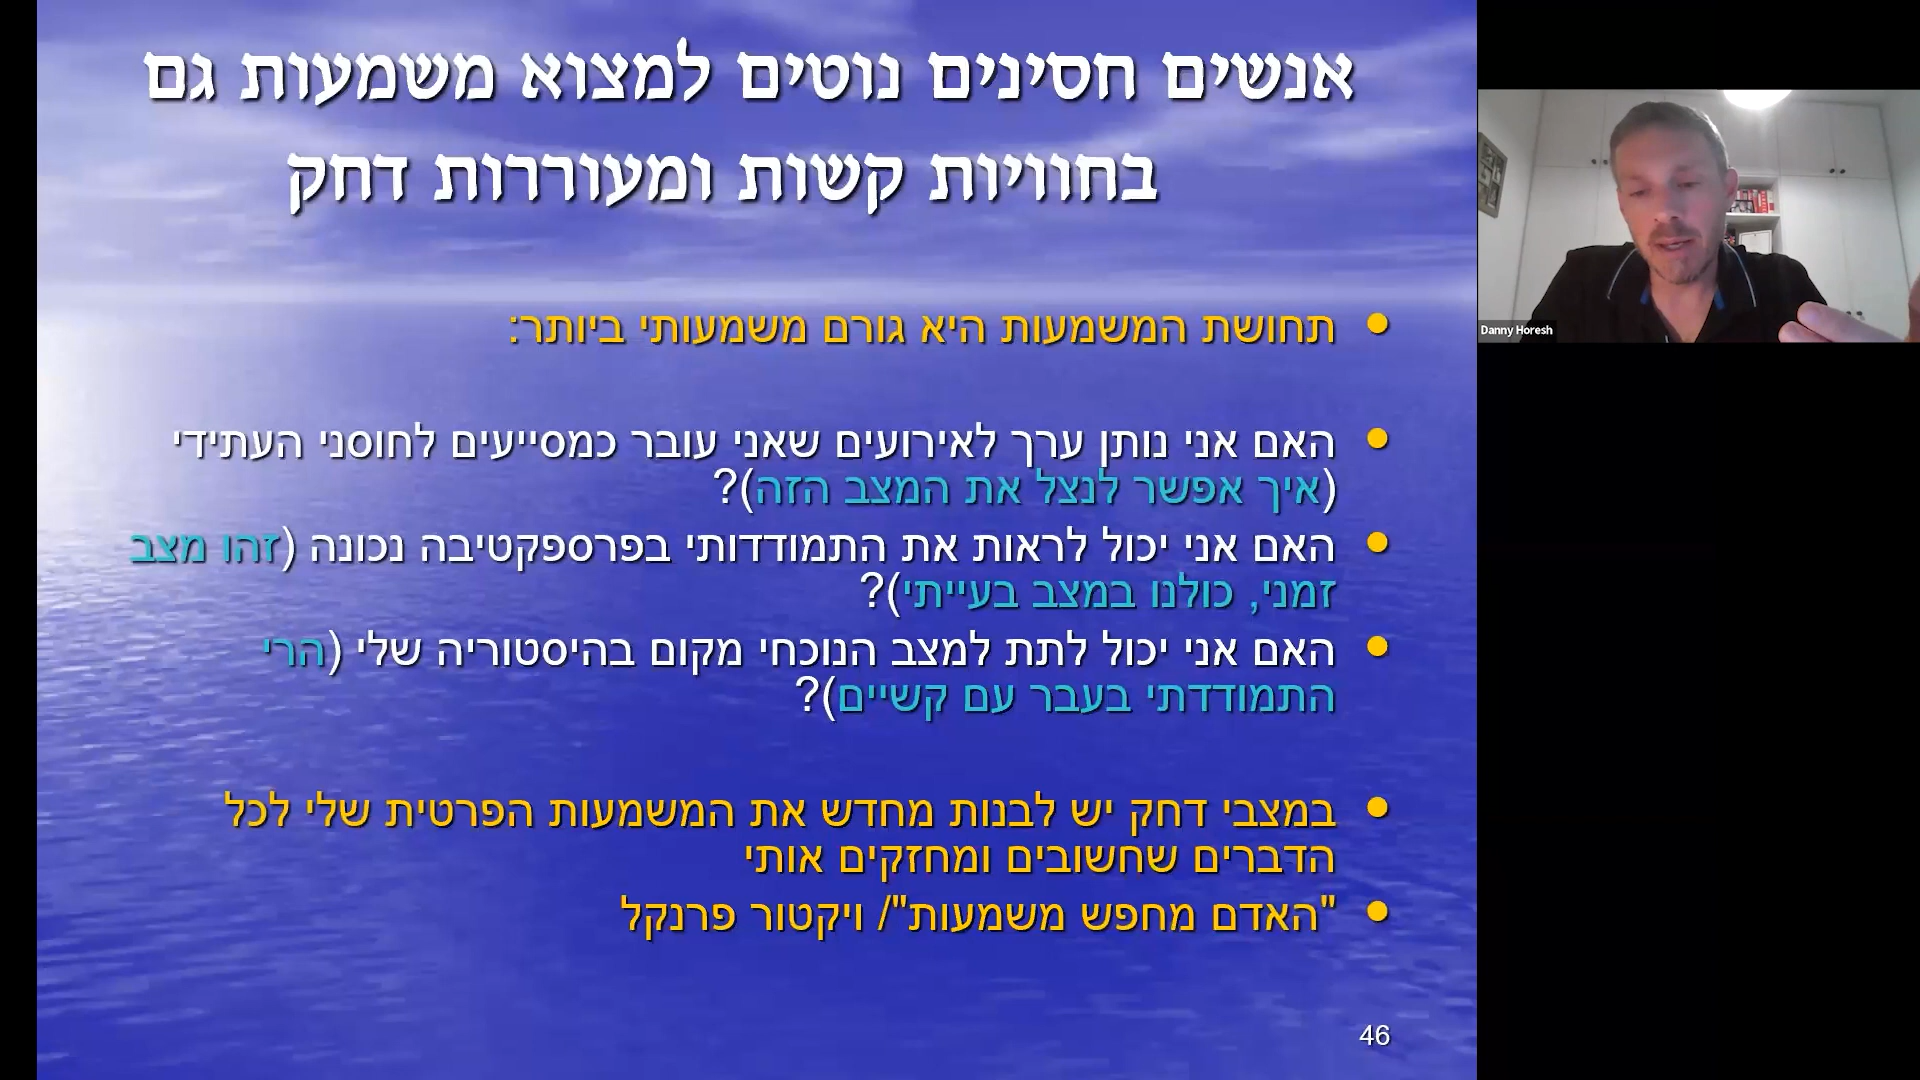 אנשים חסינים נוטים למצוא משמעות גם
בחוויות קשות ומעוררות דחק
• תחושת המשמעות היא גורם משמעותי ביותר:
• האם אני נותן ערך לאירועים שאני עובר כמסייעים לחוסני העתידי
(איך אפשר לנצל את המצב הזה)?
• האם אני יכול לראות את התמודדותי בפרספקטיבה נכונה (זהו מצב
זמני, כולנו במצב בעייתי)?
• האם אני יכול לתת למצב הנוכחי מקום בהיסטוריה שלי (הרי
התמודדתי בעבר עם קשיים)?
• במצבי דחק יש לבנות מחדש את המשמעות הפרטית שלי לכל
הדברים שחשובים ומחזקים אותי
• "האדם מחפש משמעות"/ ויקטור פרנקל
46
Danny Horesh